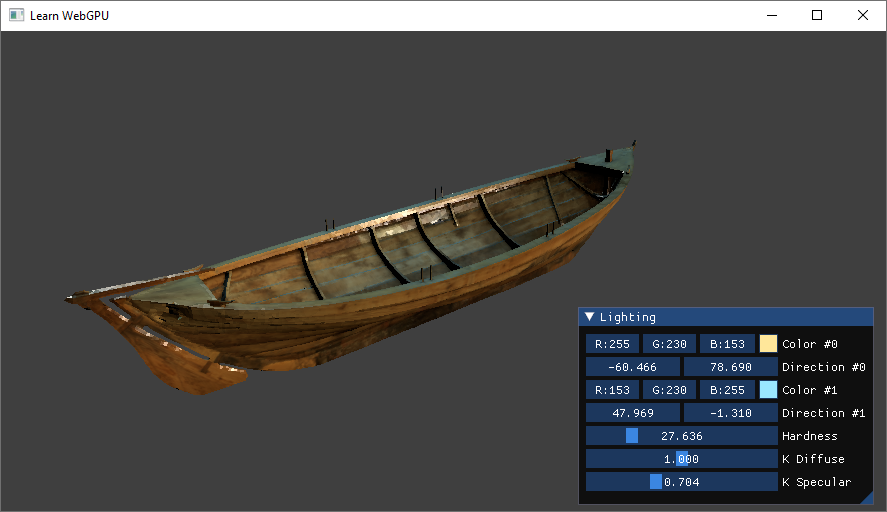 Learn WebGPU
Lighting
R:255 G:230 B:153 Color #0
-60.466 78.690 Direction #0
R:153 G:230 B:255 Color #1
47.969 -1.310 Direction #1
27.636 Hardness
1.000 K Diffuse
0.704 K Specular